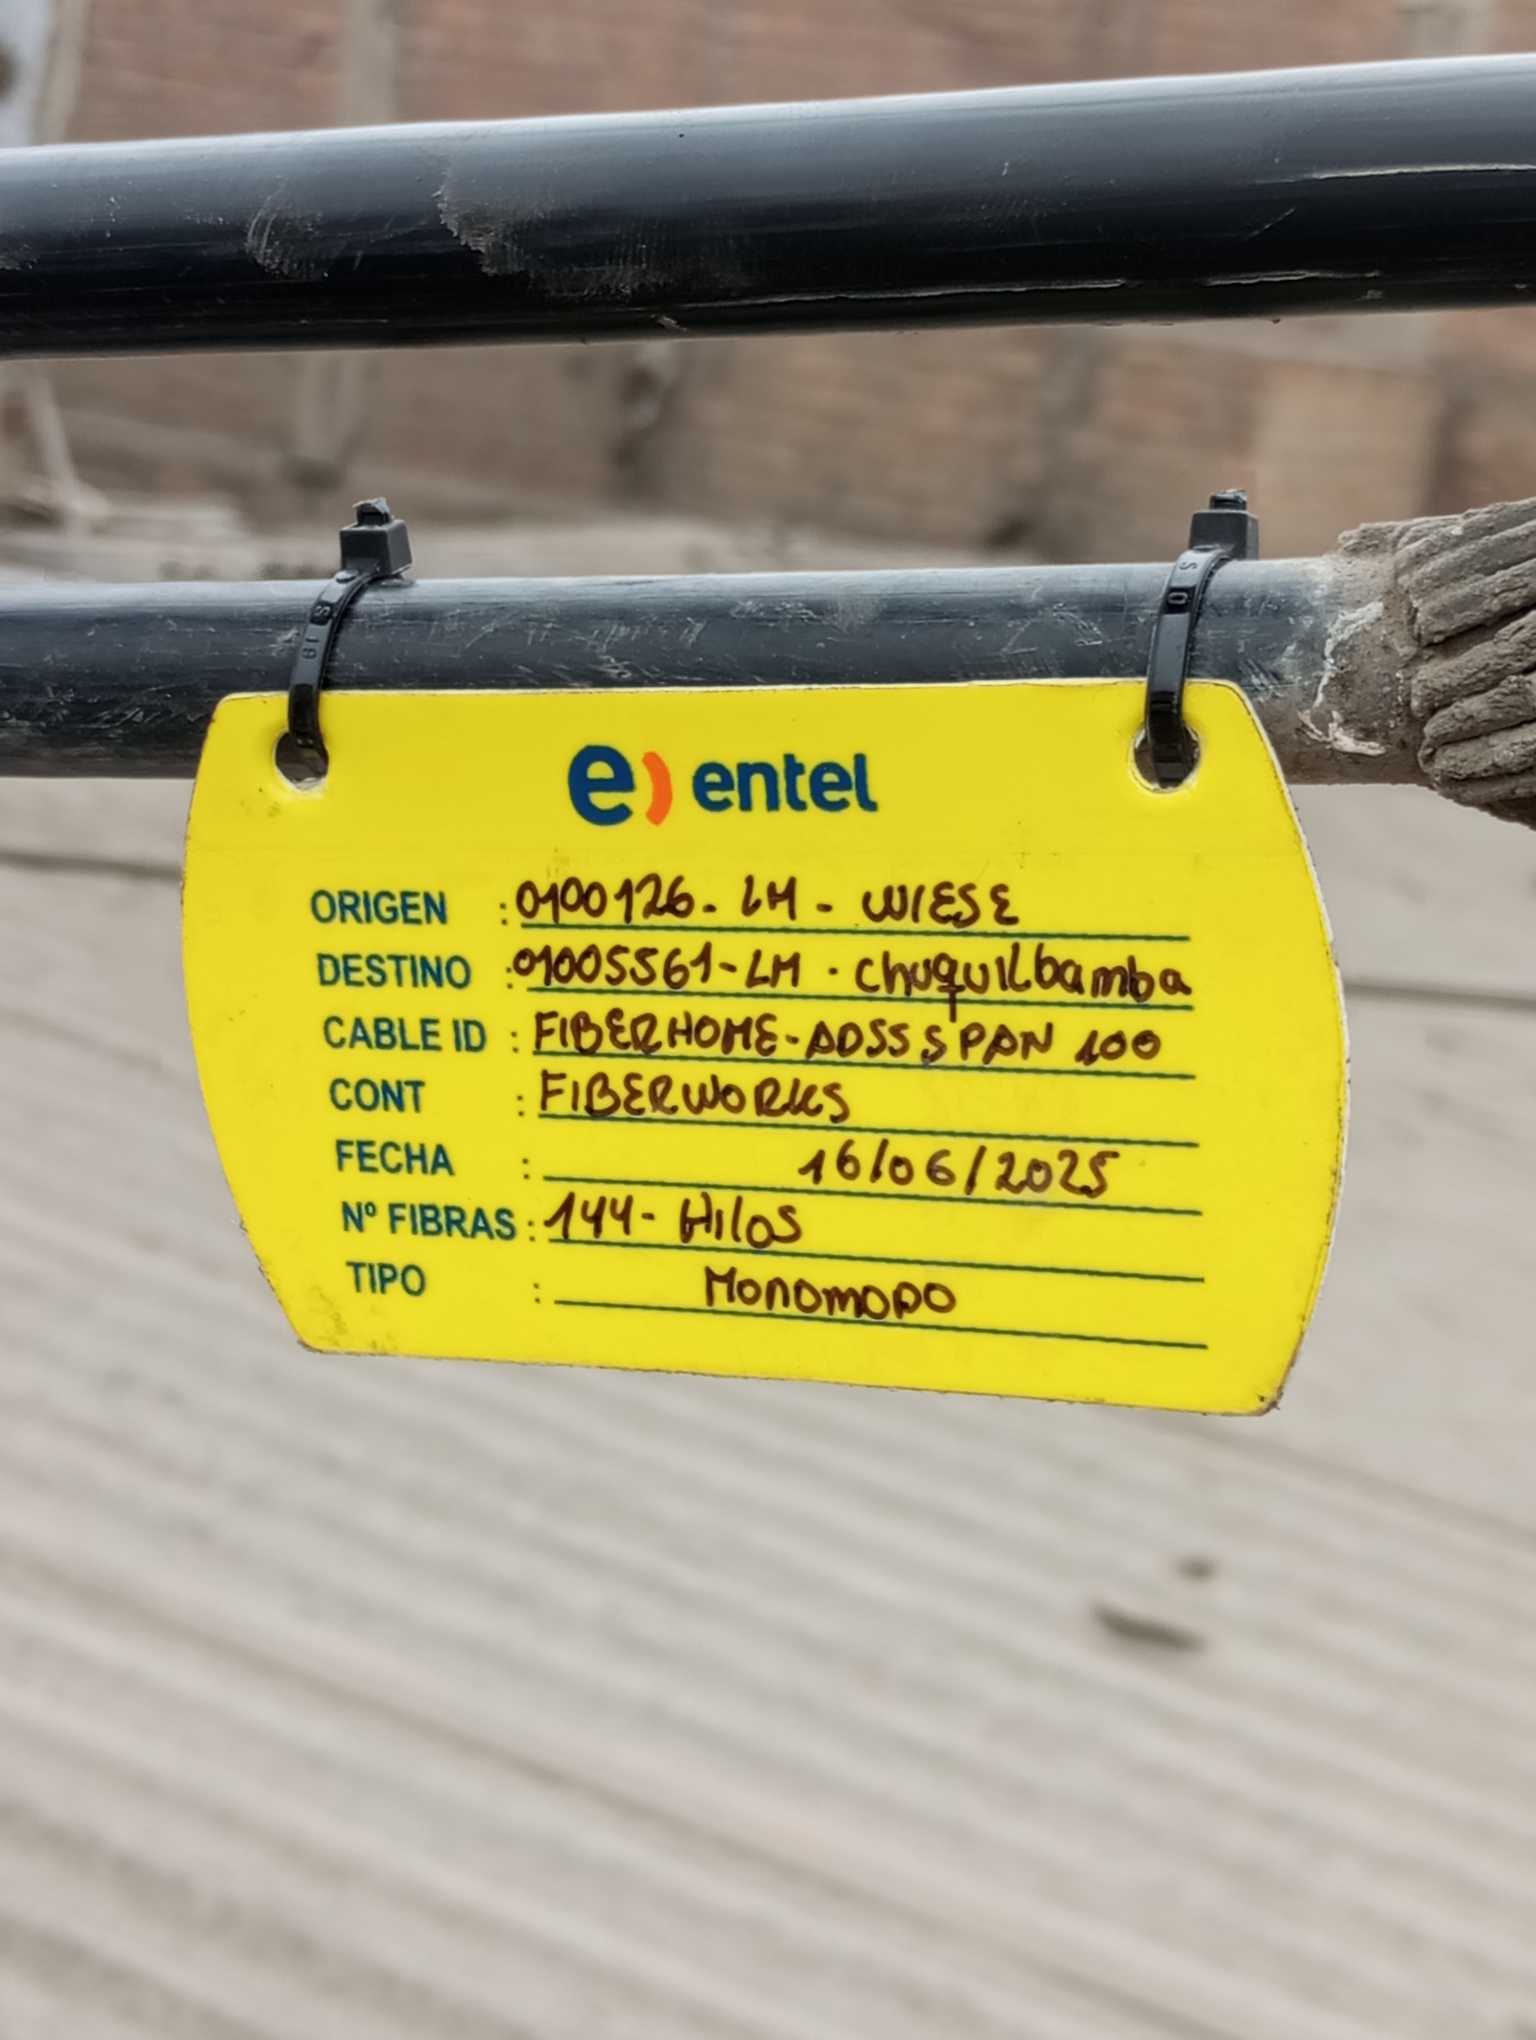 e) entel
ORIGEN : 0100126- LM - WIESE
DESTINO : 01005561-LM - Chuquilbamba
CABLE ID : FIBERHOME-ADSS SPAN 100
CONT : FIBERWORKS
FECHA : 16/06/2025
Nº FIBRAS : 144- Hilos
TIPO : MONOMODO